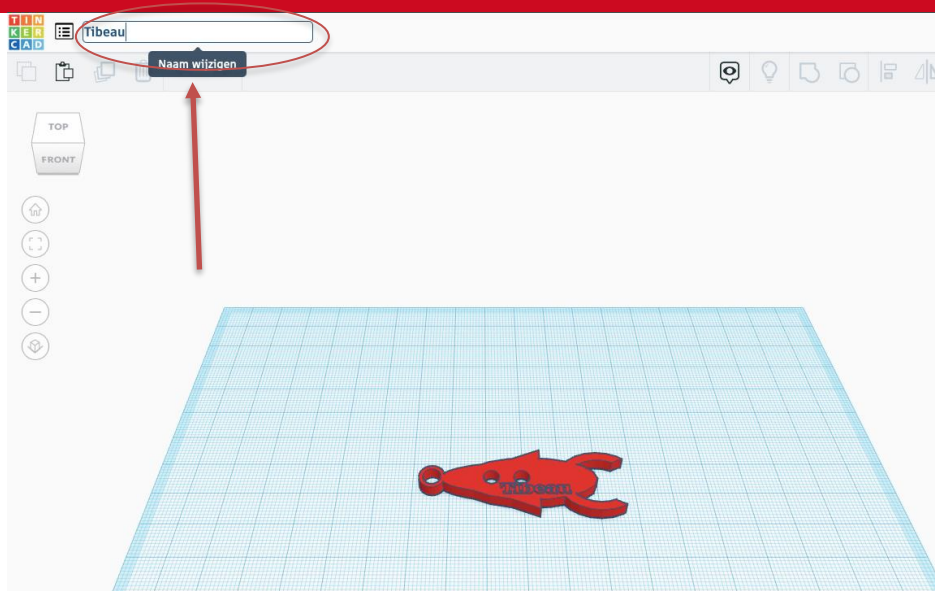 TIN
KER
CAD
Tibeau
Naam wijzigen
TOP
FRONT
Tibeau